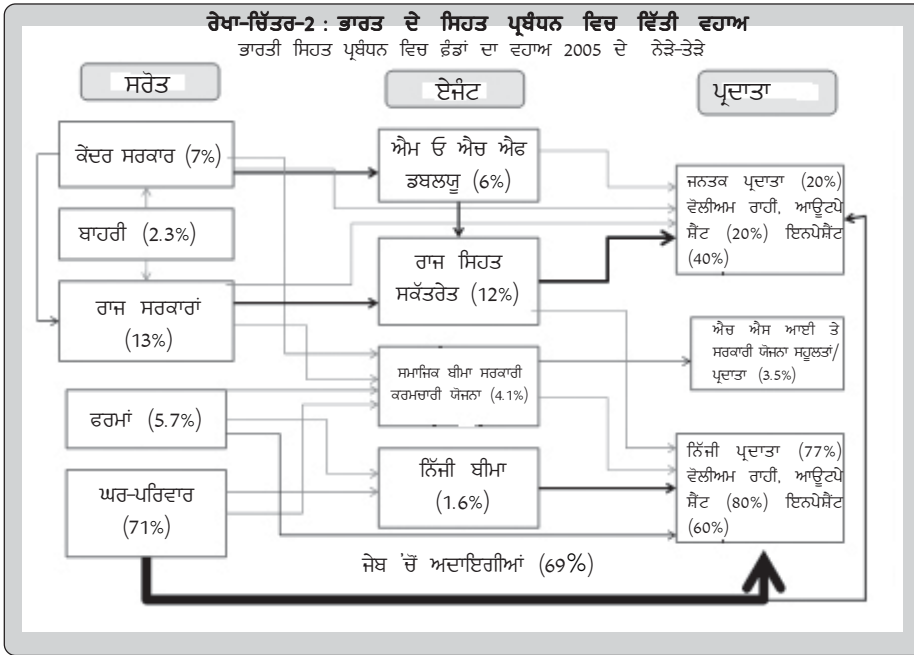 ਰੇਖਾ-ਚਿੱਤਰ-2 : ਭਾਰਤ ਦੇ ਸਿਹਤ ਪ੍ਰਬੰਧਨ ਵਿਚ ਵਿੱਤੀ ਵਹਾਅ
ਭਾਰਤੀ ਸਿਹਤ ਪ੍ਰਬੰਧਨ ਵਿਚ ਫ਼ੰਡਾਂ ਦਾ ਵਹਾਅ 2005 ਦੇ ਨੇੜੇ-ਤੇੜੇ
ਸਰੋਤ
ਕੇਂਦਰ ਸਰਕਾਰ (7%)
ਬਾਹਰੀ (2.3%)
ਰਾਜ ਸਰਕਾਰਾਂ
(13%)
ਫਰਮਾਂ (5.7%)
ਘਰ-ਪਰਿਵਾਰ
(71%)
ਏਜੰਟ
ਐਮ ਓ ਐਚ ਐਫ
ਡਬਲਯੂ (6%)
ਰਾਜ ਸਿਹਤ
ਸਕੱਤਰੇਤ (12%)
ਸਮਾਜਿਕ ਬੀਮਾ ਸਰਕਾਰੀ
ਕਰਮਚਾਰੀ ਯੋਜਨਾ (4.1%)
ਨਿੱਜੀ ਬੀਮਾ
(1.6%)
ਪ੍ਰਦਾਤਾ
ਜਨਤਕ ਪ੍ਰਦਾਤਾ (20%)
ਵੋਲੀਅਮ ਰਾਹੀਂ, ਆਊਟਪੇ
ਸ਼ੈਂਟ (20%) ਇਨਪੇਸ਼ੈਂਟ
(40%)
ਐਚ ਐਸ ਆਈ ਤੇ
ਸਰਕਾਰੀ ਯੋਜਨਾ ਸਹੂਲਤਾਂ/
ਪ੍ਰਦਾਤਾ (3.5%)
ਨਿੱਜੀ ਪ੍ਰਦਾਤਾ (77%)
ਵੋਲੀਅਮ ਰਾਹੀਂ, ਆਊਟਪੇ
ਸ਼ੈਂਟ (80%) ਇਨਪੇਸ਼ੈਂਟ
(60%)
ਜੇਬ 'ਚੋਂ ਅਦਾਇਗੀਆਂ (69%)